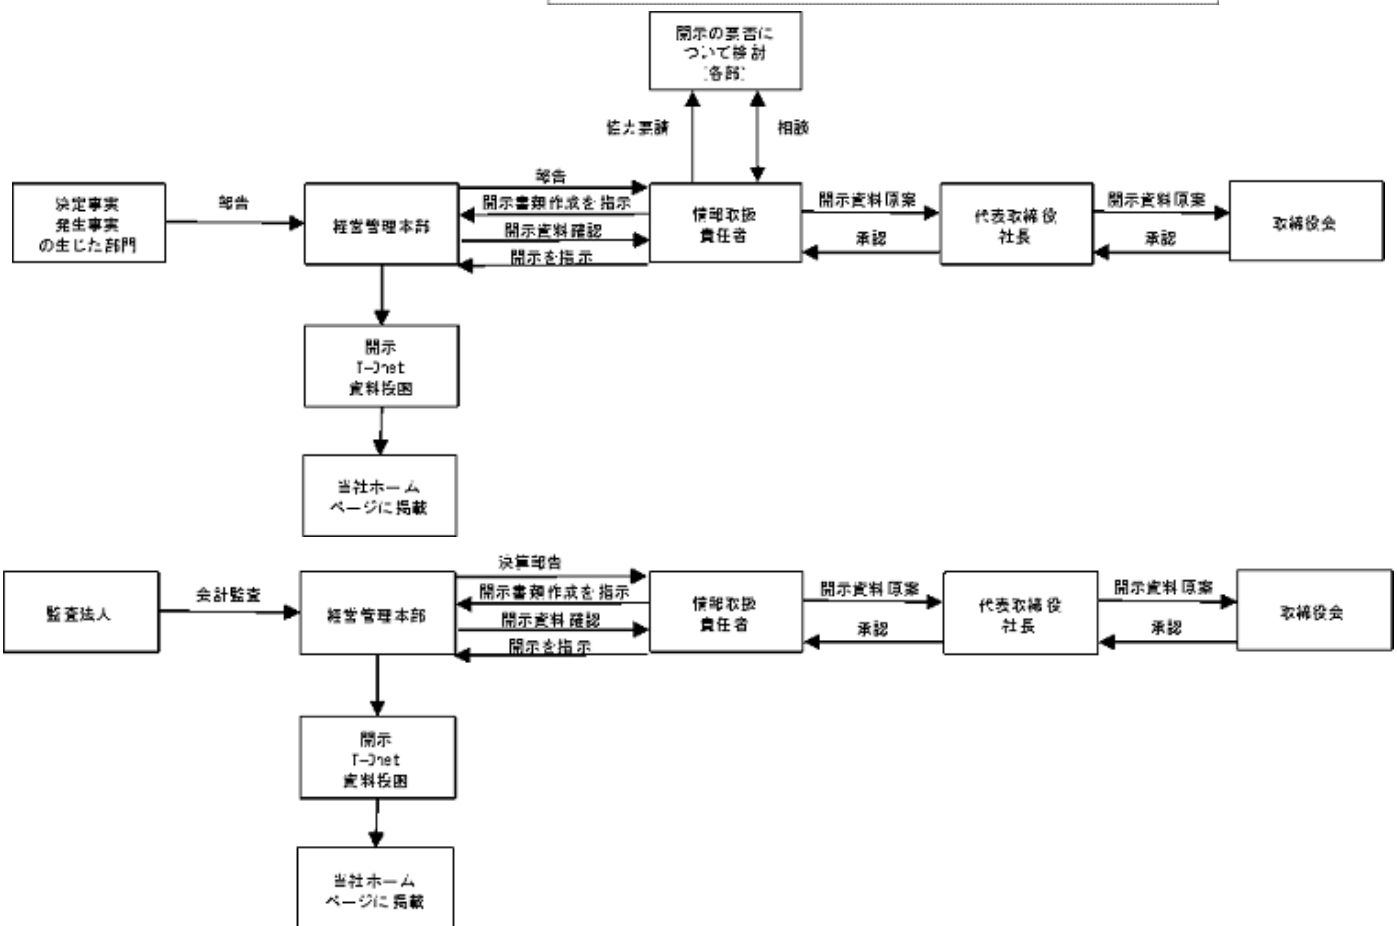 開示の要否に
ついて検討
(各部)
協力要請
相談
決定事実
発生事実
の生じた部門
報告
経営管理本部
報告
開示書類作成を指示
開示資料確認
開示を指示
情報取扱
責任者
開示資料原案
承認
代表取締役
社長
開示資料原案
承認
取締役会
開示
T-Dnet
資料投函
当社ホーム
ページに掲載
監査法人
会計監査
経営管理本部
決算報告
開示書類作成を指示
開示資料確認
開示を指示
情報取扱
責任者
開示資料原案
承認
代表取締役
社長
開示資料原案
承認
取締役会
開示
T-Dnet
資料投函
当社ホーム
ページに掲載